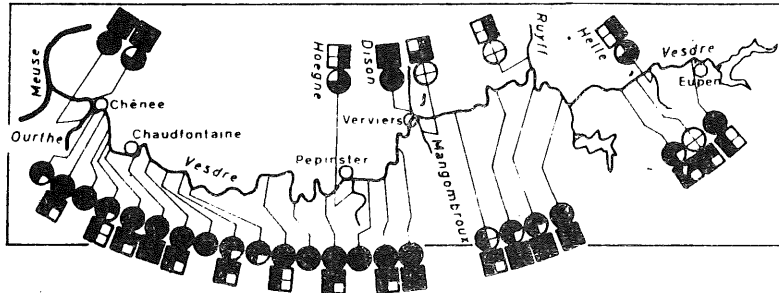 Meuse
Ourthe
Chênee
Chaudfontaine
Vesdre
Hoegne
Pepinster
Dison
Verviers
Mangombroux
Ruyff
Helle
Vesdre
Eupen